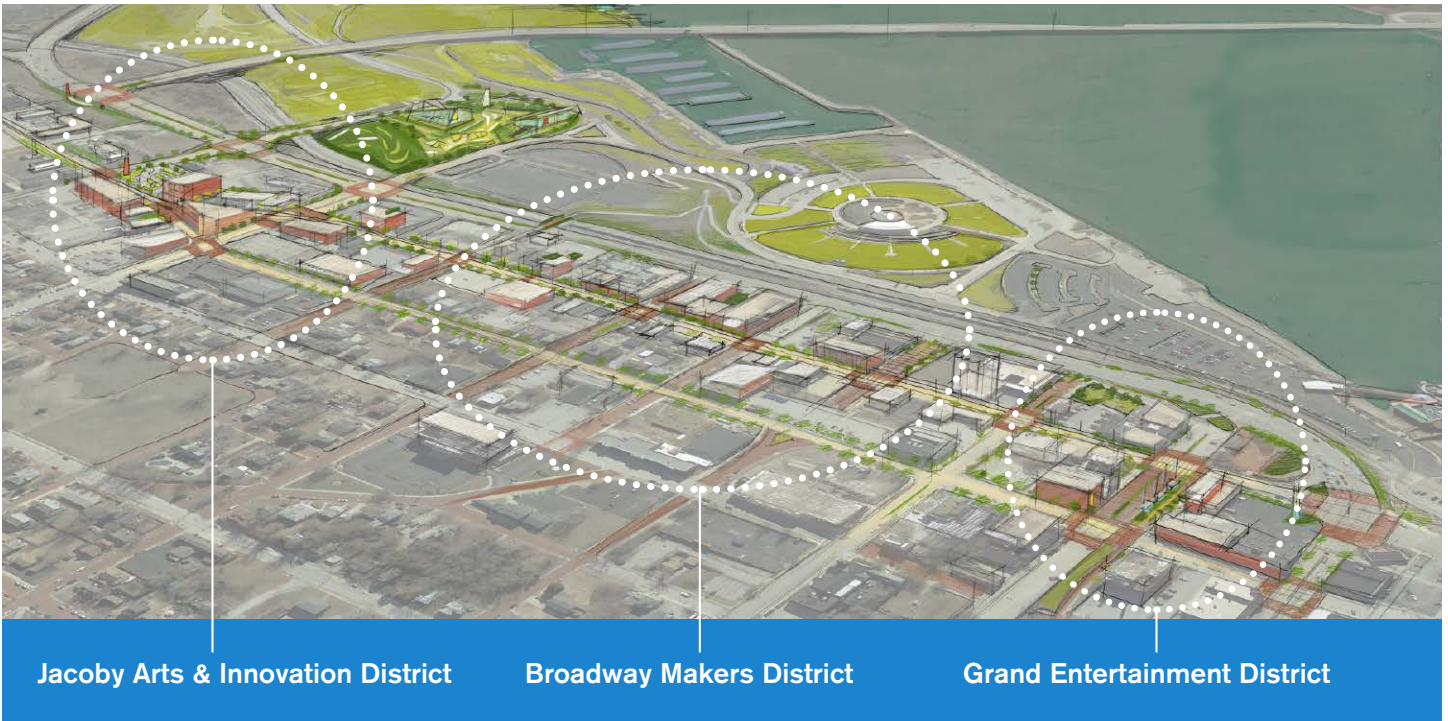 Jacoby Arts & Innovation District
Broadway Makers District
Grand Entertainment District